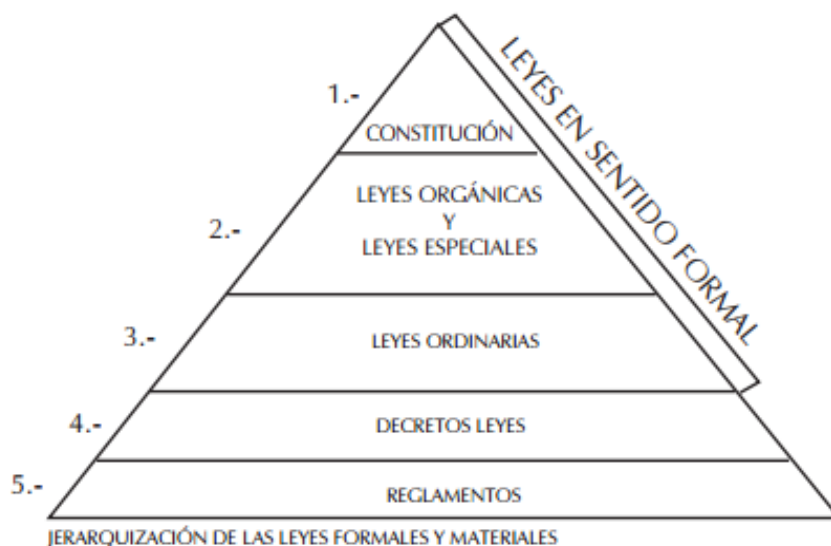 LEYES EN SENTIDO FORMAL
1.-
CONSTITUCIÓN
2.-
LEYES ORGÁNICAS
Y
LEYES ESPECIALES
3.-
LEYES ORDINARIAS
4.-
DECRETOS LEYES
5.-
REGLAMENTOS
JERARQUIZACIÓN DE LAS LEYES FORMALES Y MATERIALES